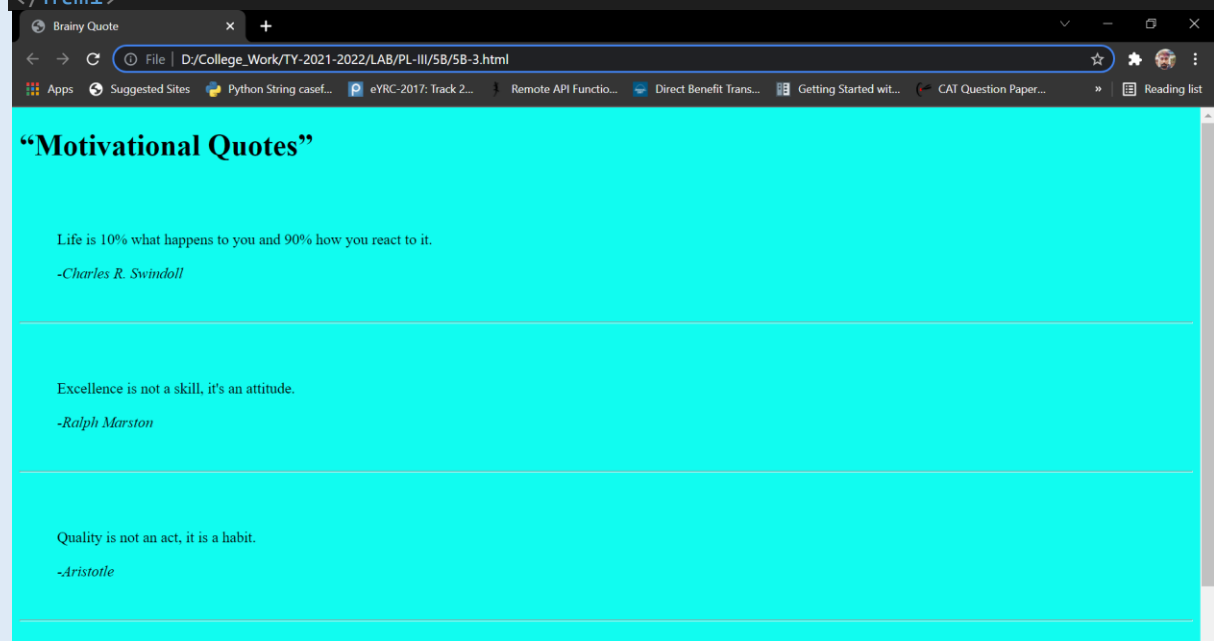 </html>
Brainy Quote
File | D:/College_Work/TY-2021-2022/LAB/PL-III/5B/5B-3.html
Apps Suggested Sites Python String casef... eYRC-2017: Track 2... Remote API Functio... Direct Benefit Trans... Getting Started wit... CAT Question Paper... » Reading list
“Motivational Quotes”
Life is 10% what happens to you and 90% how you react to it.
-Charles R. Swindoll
Excellence is not a skill, it's an attitude.
-Ralph Marston
Quality is not an act, it is a habit.
-Aristotle